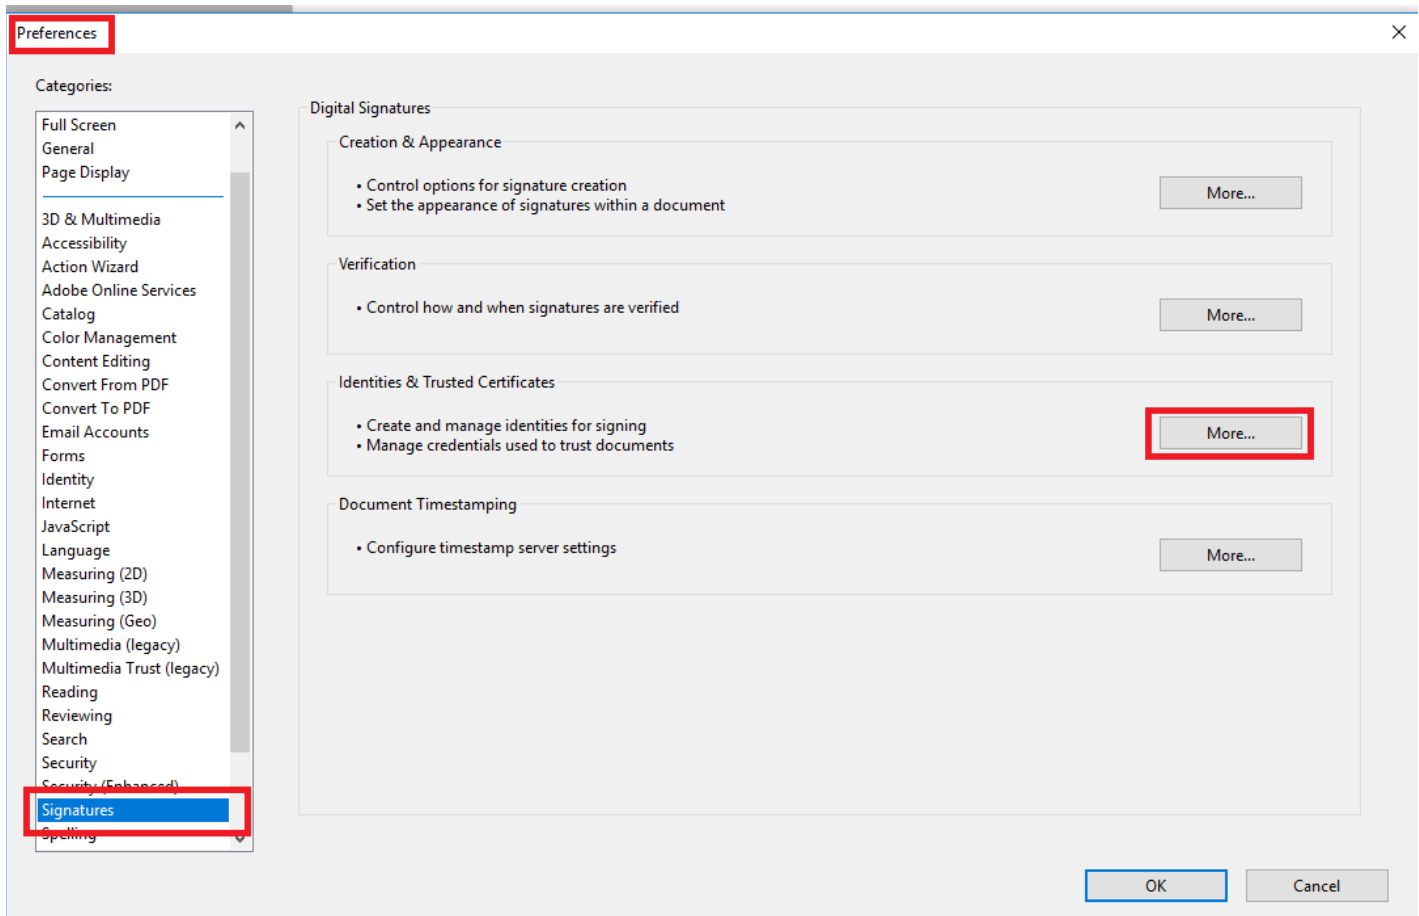 Preferences
Categories:
Full Screen
General
Page Display
3D & Multimedia
Accessibility
Action Wizard
Adobe Online Services
Catalog
Color Management
Content Editing
Convert From PDF
Convert To PDF
Email Accounts
Forms
Identity
Internet
JavaScript
Language
Measuring (2D)
Measuring (3D)
Measuring (Geo)
Multimedia (legacy)
Multimedia Trust (legacy)
Reading
Reviewing
Search
Security
Security (Enhanced)
Signatures
Spelling
Digital Signatures
Creation & Appearance
• Control options for signature creation
• Set the appearance of signatures within a document
More...
Verification
• Control how and when signatures are verified
More...
Identities & Trusted Certificates
• Create and manage identities for signing
• Manage credentials used to trust documents
More...
Document Timestamping
• Configure timestamp server settings
More...
OK
Cancel